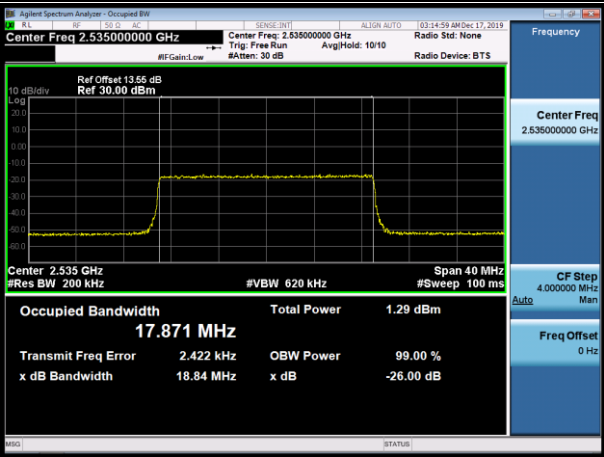 Agilent Spectrum Analyzer - Occupied BW
RL RF 50 Ω AC SENSE:INT ALIGN AUTO 03:14:59 AM Dec 17, 2019
Center Freq 2.535000000 GHz
Center Freq: 2.535000000 GHz
Radio Std: None
Trig: Free Run Avg|Hold: 10/10
#IFGain:Low
#Atten: 30 dB
Radio Device: BTS
Ref Offset 13.55 dB
10 dB/div Ref 30.00 dBm
Log
20.0
10.0
0.00
-10.0
-20.0
-30.0
-40.0
-50.0
-60.0
Center 2.535 GHz Span 40 MHz
#Res BW 200 kHz #VBW 620 kHz #Sweep 100 ms
Occupied Bandwidth Total Power 1.29 dBm
17.871 MHz
Transmit Freq Error 2.422 kHz OBW Power 99.00 %
x dB Bandwidth 18.84 MHz x dB -26.00 dB
MSG STATUS
Frequency
Center Freq
2.535000000 GHz
CF Step
4.000000 MHz
Auto Man
Freq Offset
0 Hz